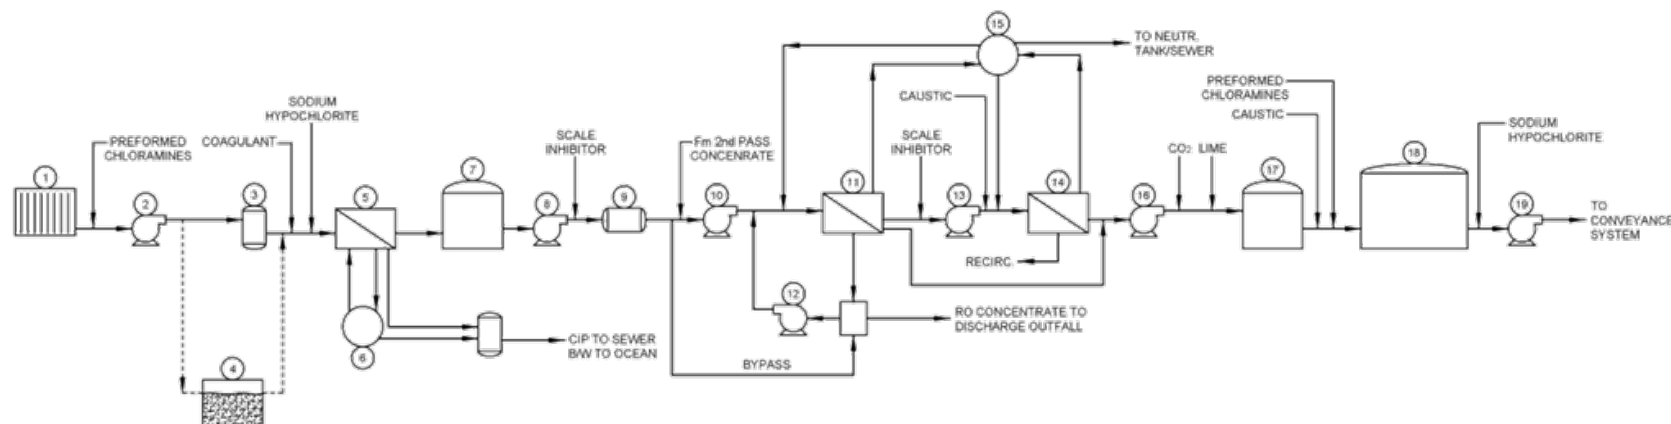 15
TO NEUTR.
TANK/SEWER
PREFORMED
CHLORAMINES
SODIUM
HYPOCHLORITE
CAUSTIC
CAUSTIC
SODIUM
HYPOCHLORITE
PREFORMED
CHLORAMINES
COAGULANT
SCALE
INHIBITOR
Fm 2nd PASS
CONCENRATE
SCALE
INHIBITOR
CO2 LIME
1
2
3
5
7
8
9
10
11
13
14
16
17
18
19
TO
CONVEYANCE
SYSTEM
RECIRC.
12
6
CIP TO SEWER
B/W TO OCEAN
RO CONCENTRATE TO
DISCHARGE OUTFALL
BYPASS
4